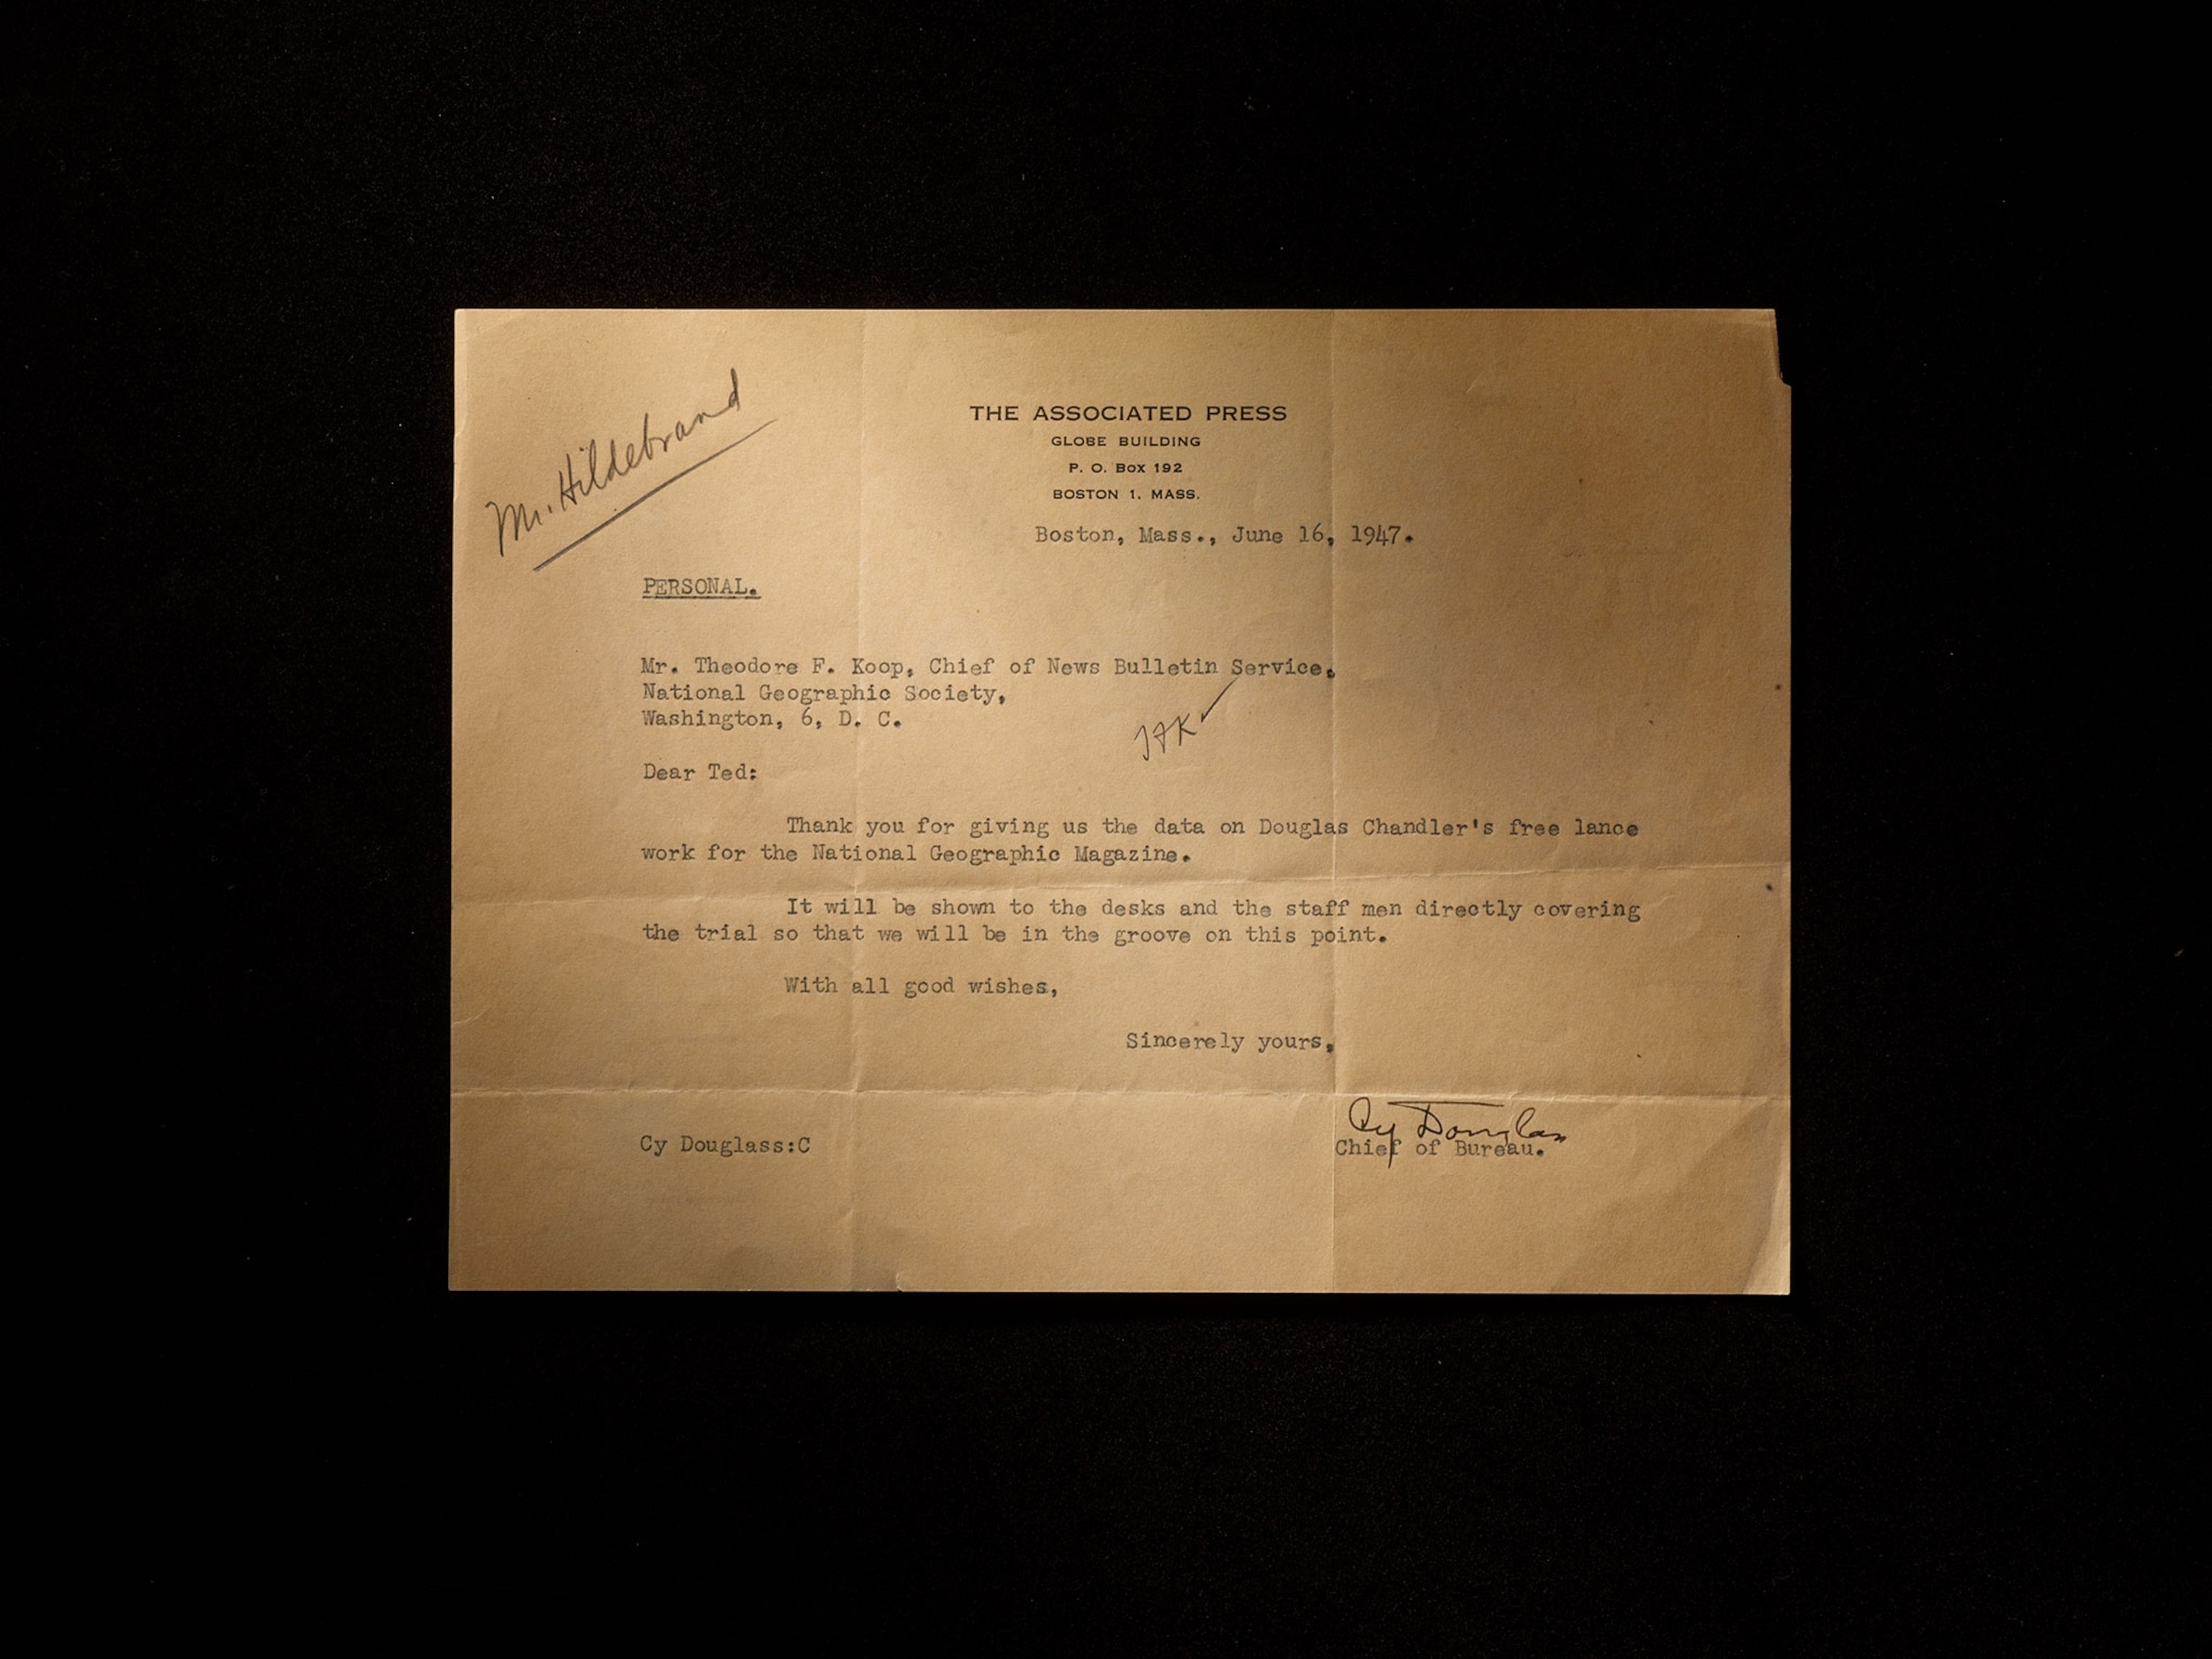 Mr. Hildebrand
THE ASSOCIATED PRESS
GLOBE BUILDING
P. O. Box 192
BOSTON 1, MASS.
Boston, Mass., June 16, 1947.
PERSONAL.
Mr. Theodore F. Koop, Chief of News Bulletin Service,
National Geographic Society,
Washington, 6, D. C.
TFK
Dear Ted:
Thank you for giving us the data on Douglas Chandler's free lance
work for the National Geographic Magazine.
It will be shown to the desks and the staff men directly covering
the trial so that we will be in the groove on this point.
With all good wishes,
Sincerely yours,
Cy Douglass
Cy Douglass:C
Chief of Bureau.